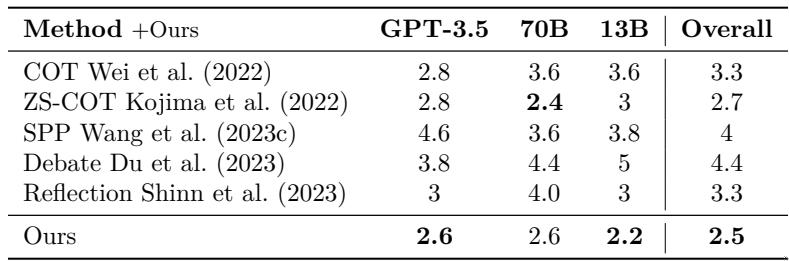 Method +Ours GPT-3.5 70B 13B Overall
COT Wei et al. (2022) 2.8 3.6 3.6 3.3
ZS-COT Kojima et al. (2022) 2.8 2.4 3 2.7
SPP Wang et al. (2023c) 4.6 3.6 3.8 4
Debate Du et al. (2023) 3.8 4.4 5 4.4
Reflection Shinn et al. (2023) 3 4.0 3 3.3
Ours 2.6 2.6 2.2 2.5